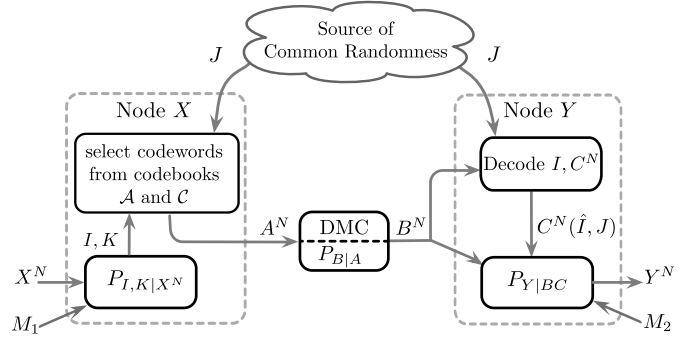 Source of
Common Randomness
J
J
Node X
Node Y
select codewords
from codebooks
𝒜 and 𝒞
Decode I, C^N
A^N
DMC
P_{B|A}
B^N
I, K
C^N(Î, J)
X^N
P_{I,K|X^N}
P_{Y|BC}
Y^N
M_1
M_2